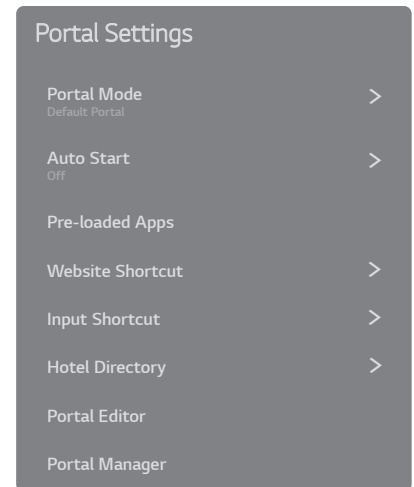 Portal Settings
Portal Mode
Default Portal
Auto Start
Off
Pre-loaded Apps
Website Shortcut
Input Shortcut
Hotel Directory
Portal Editor
Portal Manager